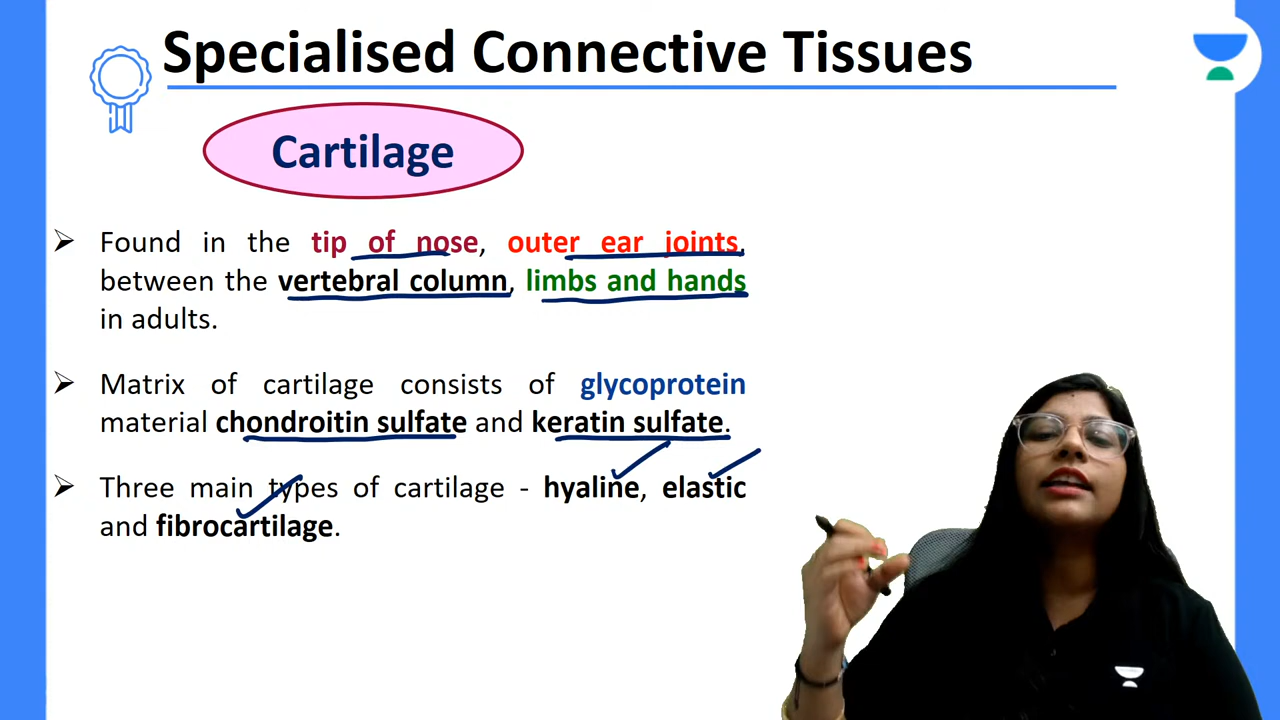 Specialised Connective Tissues
Cartilage
➢ Found in the tip of nose, outer ear joints,
between the vertebral column, limbs and hands
in adults.
➢ Matrix of cartilage consists of glycoprotein
material chondroitin sulfate and keratin sulfate.
➢ Three main types of cartilage - hyaline, elastic
and fibrocartilage.